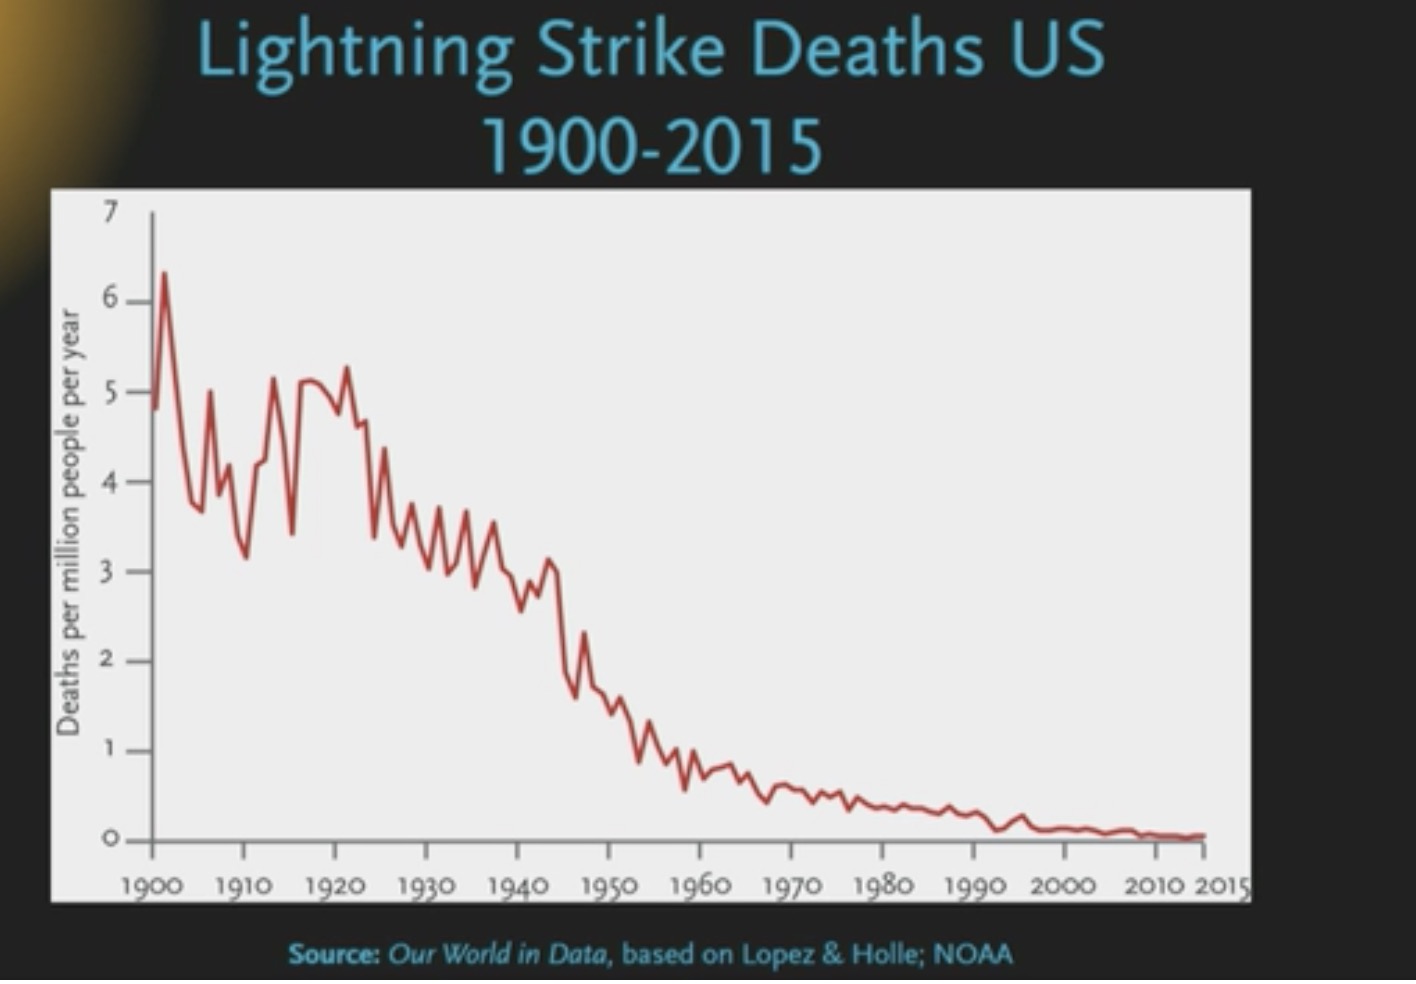 Lightning Strike Deaths US
1900-2015
Deaths per million people per year
7
6
5
4
3
2
1
0
1900 1910 1920 1930 1940 1950 1960 1970 1980 1990 2000 2010 2015
Source: Our World in Data, based on Lopez & Holle; NOAA